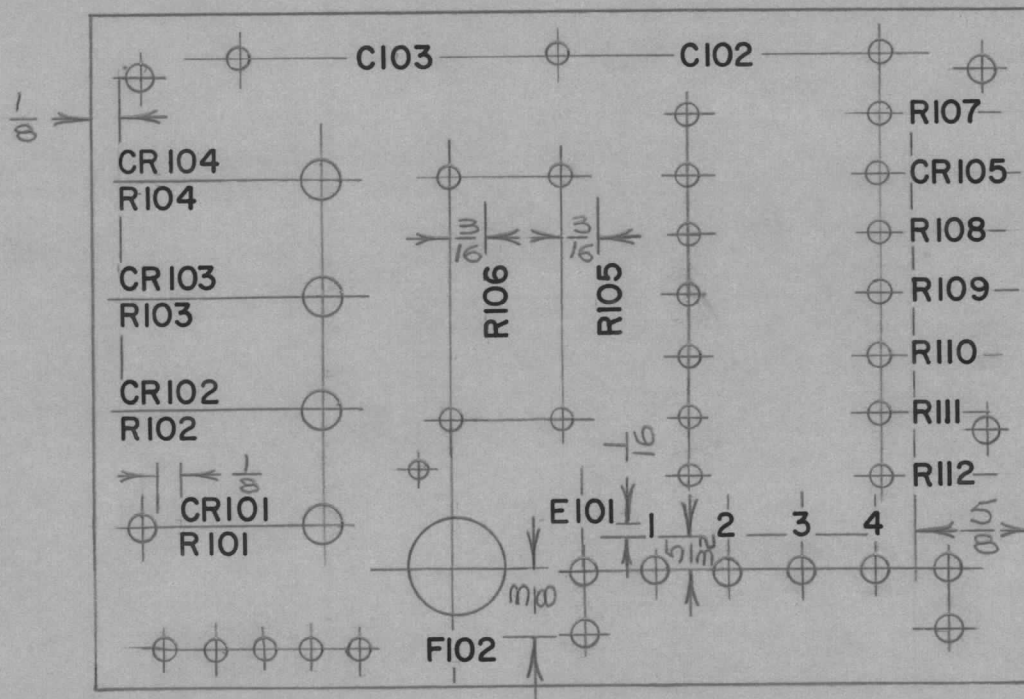 C103 C102
1/8
R107
CR104
R104
CR105
3/16 3/16
R108
CR103
R103
R106 R105
R109
R110
CR102
R102
R111
1/16
1/8
R112
CR101
R101
E101 1 2 3 4
5/32
5/8
3/8
F102